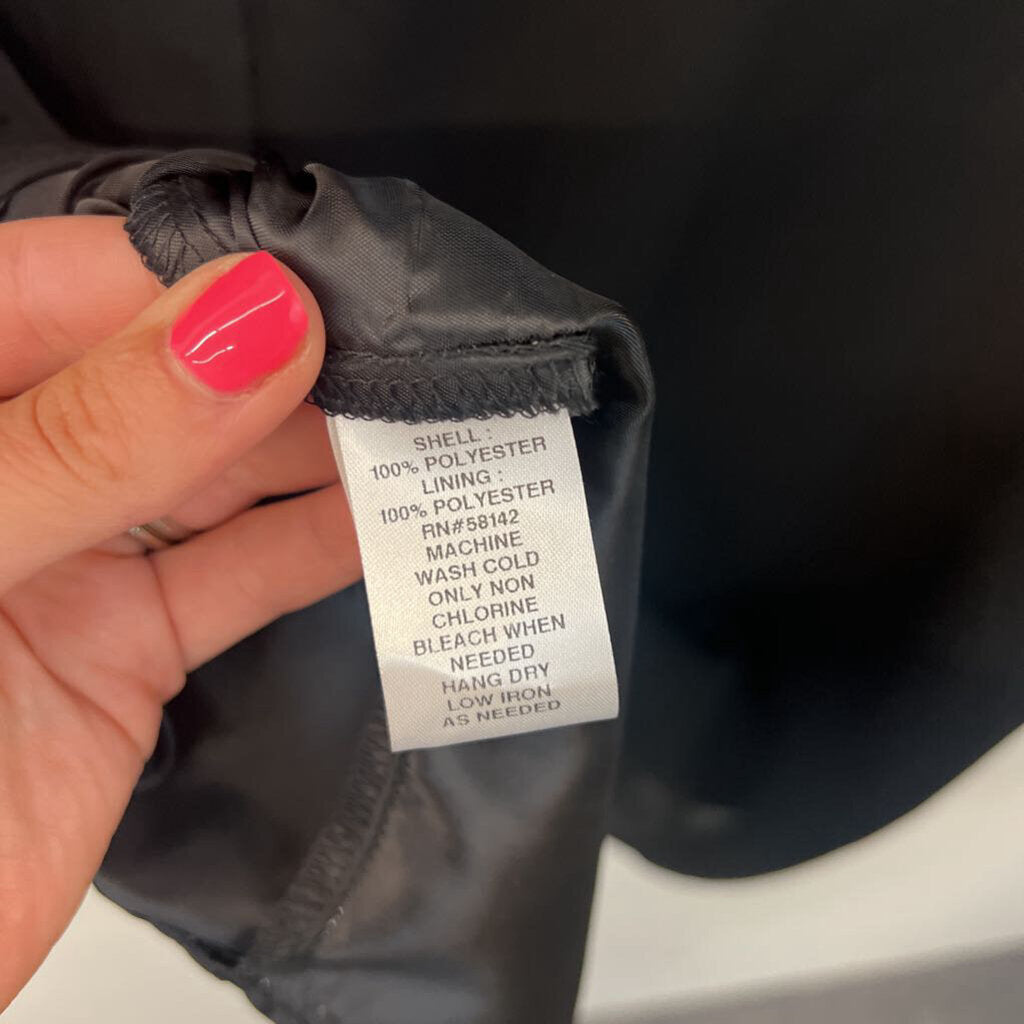 SHELL :
100% POLYESTER
LINING :
100% POLYESTER
RN#58142
MACHINE
WASH COLD
ONLY NON
CHLORINE
BLEACH WHEN
NEEDED
HANG DRY
LOW IRON
AS NEEDED